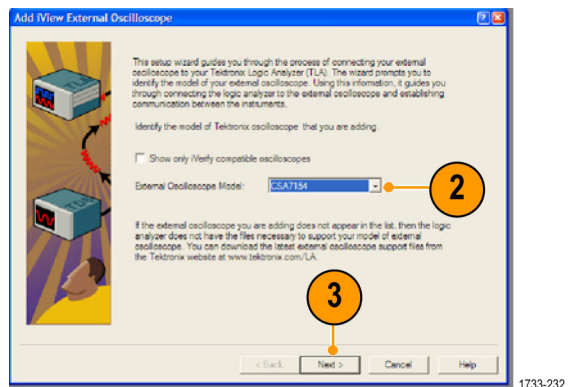 Add iView External Oscilloscope
This setup wizard guides you through the process of connecting your external
oscilloscope to your Tektronix Logic Analyzer (TLA). The wizard prompts you to
identify the model of your external oscilloscope. Using this information, it guides you
through connecting the logic analyzer to the external oscilloscope and establishing
communication between the instruments.
Identify the model of Tektronix oscilloscope that you are adding.
Show only iVerify compatible oscilloscopes
External Oscilloscope Model: CSA7154
2
If the external oscilloscope you are adding does not appear in the list, then the logic
analyzer does not have the files necessary to support your model of external
oscilloscope. You can download the latest external oscilloscope support files from
the Tektronix website at www.tektronix.com/LA.
3
< Back Next > Cancel Help
1733-232